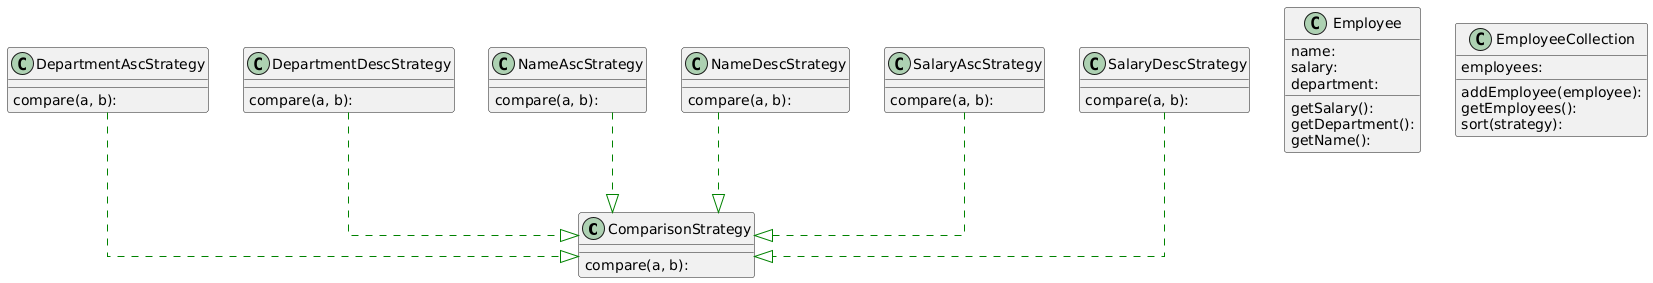 C DepartmentAscStrategy
compare(a, b):
C DepartmentDescStrategy
compare(a, b):
C NameAscStrategy
compare(a, b):
C NameDescStrategy
compare(a, b):
C SalaryAscStrategy
compare(a, b):
C SalaryDescStrategy
compare(a, b):
C Employee
name:
salary:
department:
getSalary():
getDepartment():
getName():
C EmployeeCollection
employees:
addEmployee(employee):
getEmployees():
sort(strategy):
C ComparisonStrategy
compare(a, b):